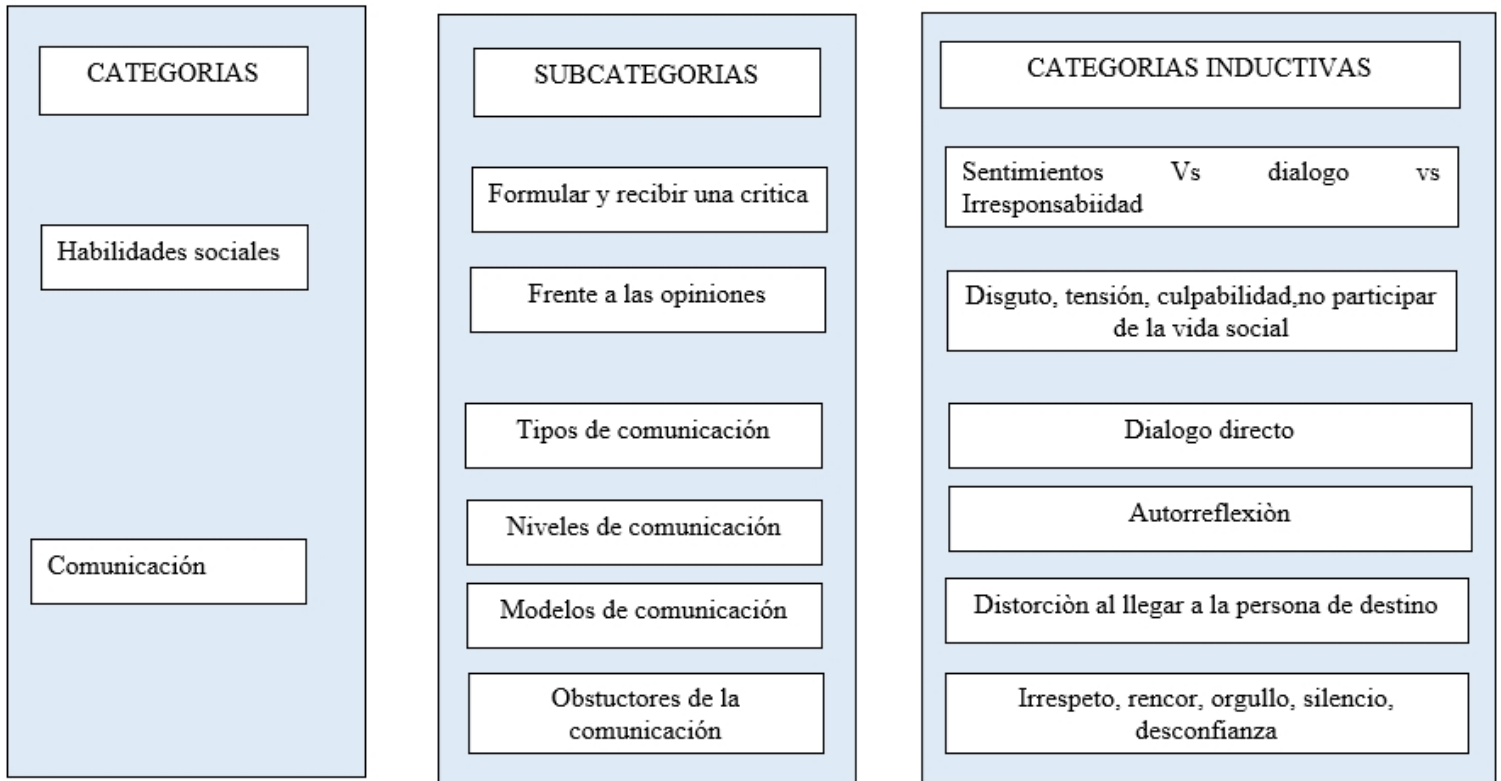 CATEGORIAS
Habilidades sociales
Comunicación
SUBCATEGORIAS
Formular y recibir una critica
Frente a las opiniones
Tipos de comunicación
Niveles de comunicación
Modelos de comunicación
Obstuctores de la
comunicación
CATEGORIAS INDUCTIVAS
Sentimientos Vs dialogo vs
Irresponsabiidad
Disguto, tensión, culpabilidad,no participar
de la vida social
Dialogo directo
Autorreflexiòn
Distorciòn al llegar a la persona de destino
Irrespeto, rencor, orgullo, silencio,
desconfianza